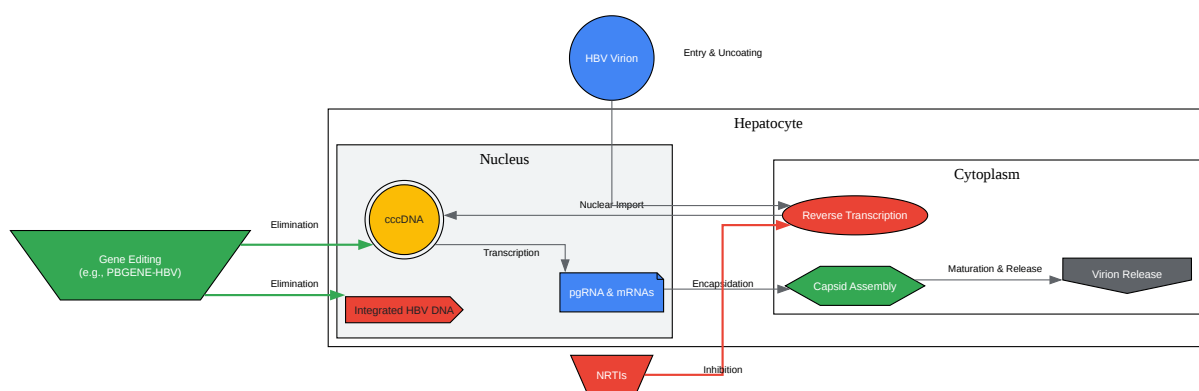 HBV Virion
Entry & Uncoating
Hepatocyte
Nucleus
Cytoplasm
cccDNA
Nuclear Import
Reverse Transcription
Elimination
Transcription
Gene Editing
(e.g., PBGENE-HBV)
Elimination
Integrated HBV DNA
pgRNA & mRNAs
Encapsidation
Capsid Assembly
Maturation & Release
Virion Release
NRTIs
Inhibition